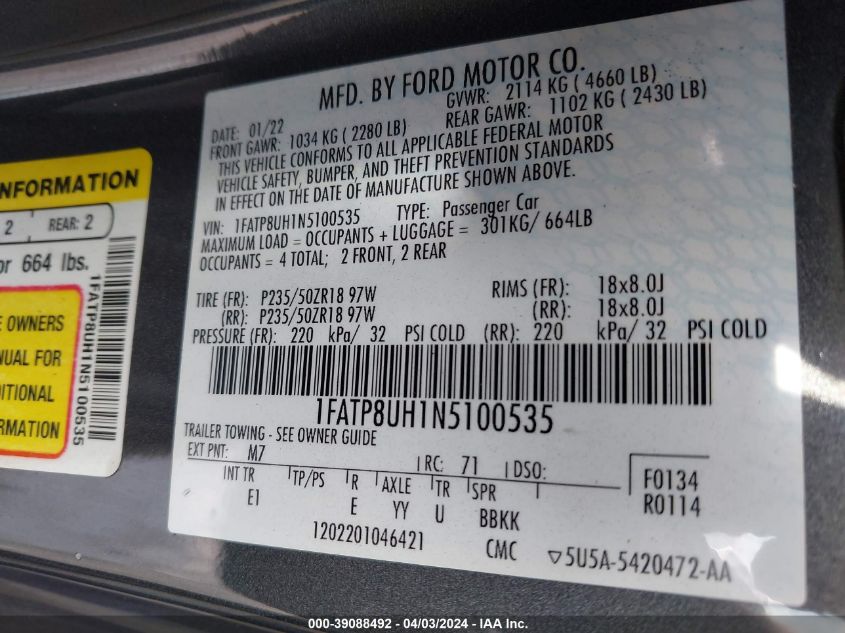 MFD. BY FORD MOTOR CO.
DATE: 01/22 GVWR: 2114 KG ( 4660 LB)
FRONT GAWR: 1034 KG ( 2280 LB) REAR GAWR: 1102 KG ( 2430 LB)
THIS VEHICLE CONFORMS TO ALL APPLICABLE FEDERAL MOTOR
VEHICLE SAFETY, BUMPER, AND THEFT PREVENTION STANDARDS
IN EFFECT ON THE DATE OF MANUFACTURE SHOWN ABOVE.
VIN: 1FATP8UH1N5100535 TYPE: Passenger Car
MAXIMUM LOAD = OCCUPANTS + LUGGAGE = 301KG/ 664LB
OCCUPANTS = 4 TOTAL; 2 FRONT, 2 REAR
TIRE (FR): P235/50ZR18 97W RIMS (FR): 18x8.0J
(RR): P235/50ZR18 97W (RR): 18x8.0J
PRESSURE (FR): 220 kPa/ 32 PSI COLD (RR): 220 kPa/ 32 PSI COLD
1FATP8UH1N5100535
TRAILER TOWING - SEE OWNER GUIDE
EXT PNT: M7 RC: 71 DSO:
INT TR TP/PS R AXLE TR SPR F0134
E1 E YY U BBKK R0114
1202201046421 CMC ▽5U5A-5420472-AA
INFORMATION
2 REAR: 2
or 664 lbs.
E OWNERS
NUAL FOR
DITIONAL
RMATION
1FATP8UH1N5100535
000-39088492 - 04/03/2024 - IAA Inc.